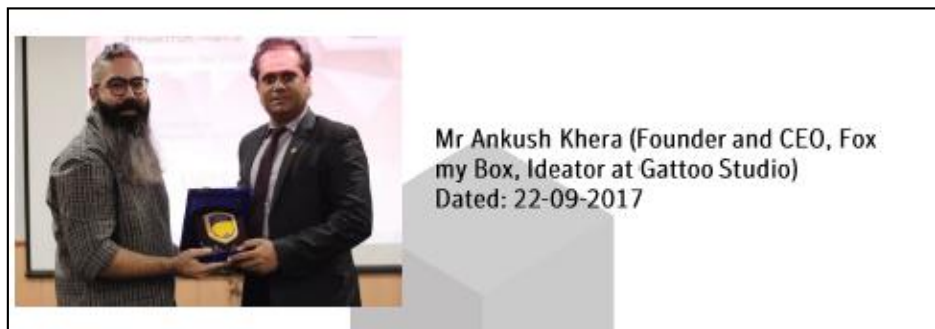 Mr Ankush Khera (Founder and CEO, Fox
my Box, Ideator at Gattoo Studio)
Dated: 22-09-2017